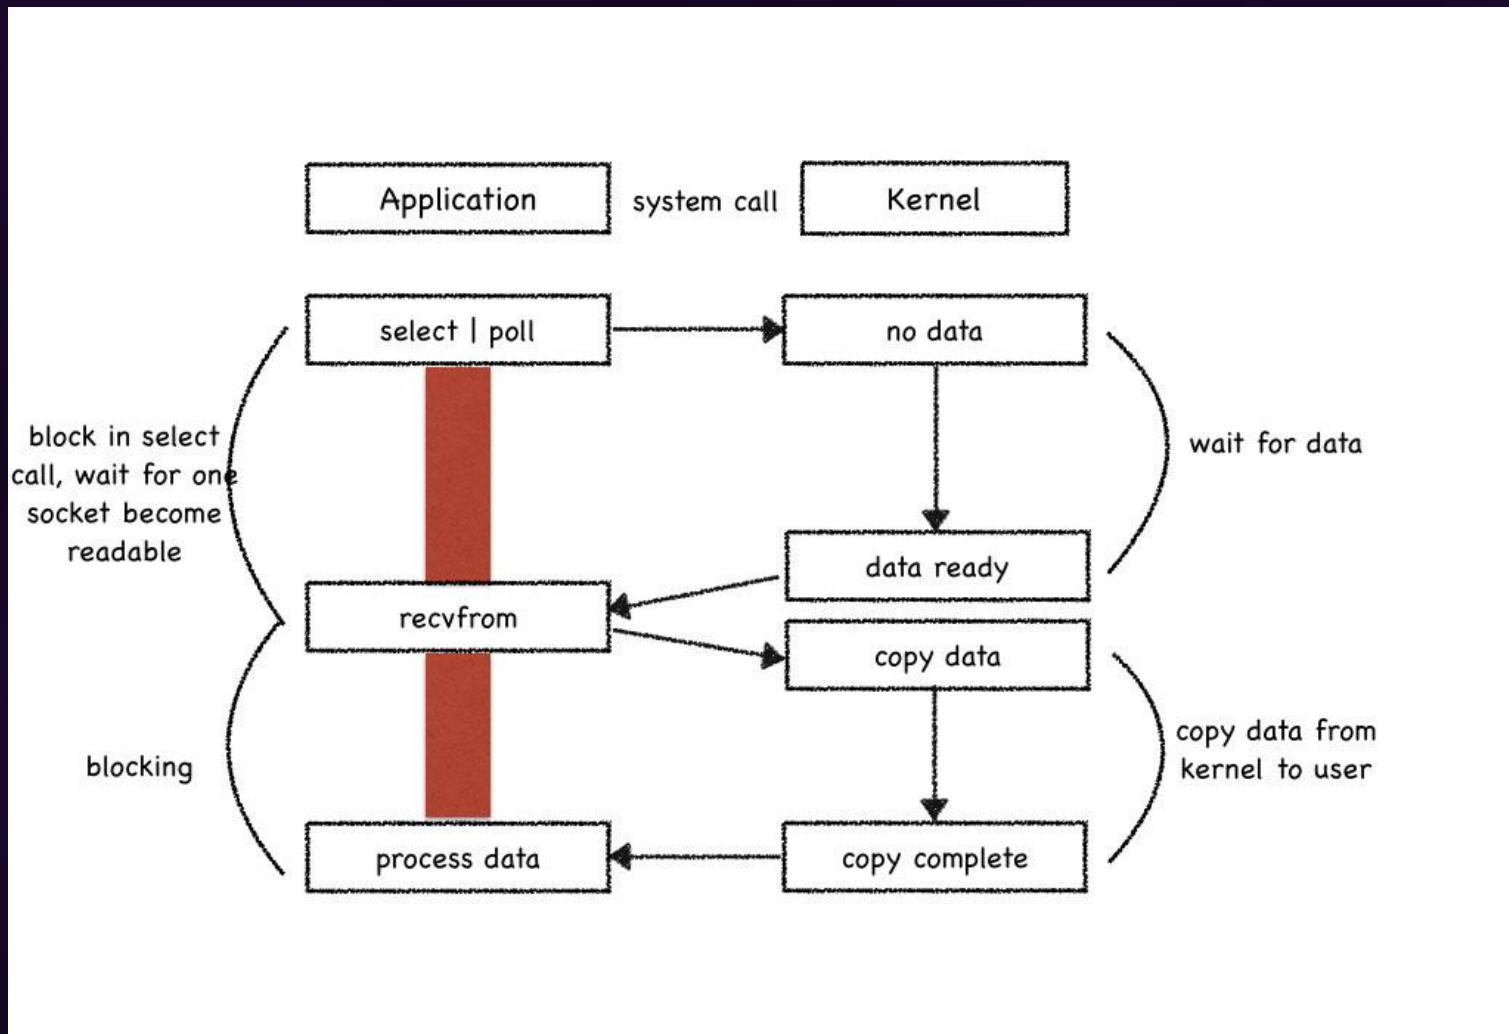 Application
system call
Kernel
select | poll
no data
block in select
call, wait for one
socket become
readable
wait for data
data ready
recvfrom
copy data
blocking
copy data from
kernel to user
process data
copy complete